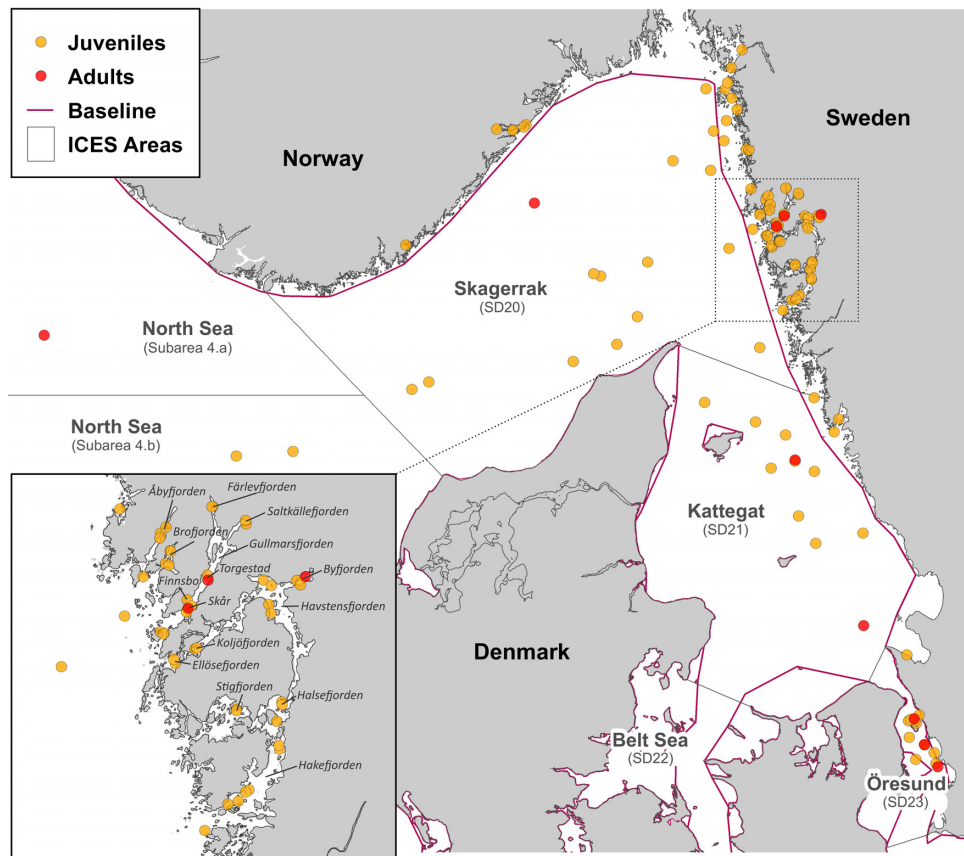 Juveniles
Adults
Baseline
ICES Areas
Norway
Sweden
Skagerrak
(SD20)
North Sea
(Subarea 4.a)
North Sea
(Subarea 4.b)
Kattegat
(SD21)
Denmark
Belt Sea
(SD22)
Öresund
(SD23)
Åbyfjorden
Färlevfjorden
Saltkällefjorden
Brofjorden
Gullmarsfjorden
Torgestad
Finnsbo
Byfjorden
Skår
Havstensfjorden
Koljöfjorden
Ellösefjorden
Stigfjorden
Halsefjorden
Hakefjorden